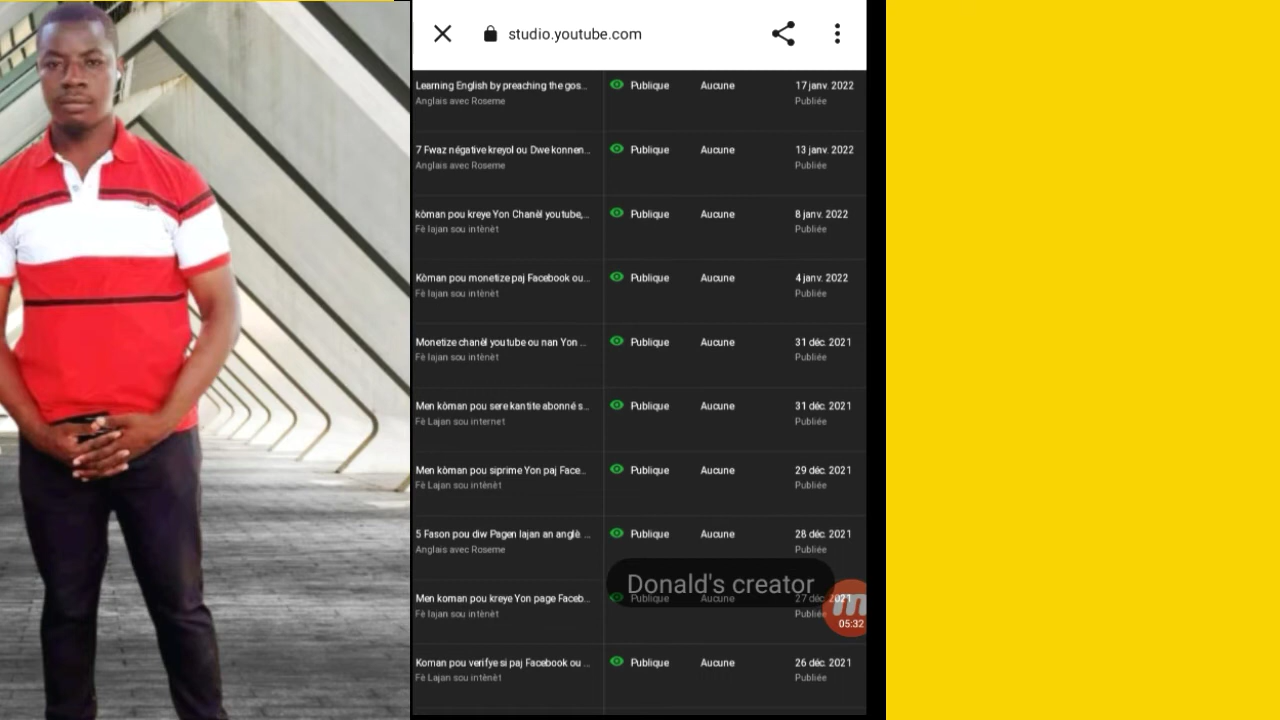 studio.youtube.com
Learning English by preaching the gos... Publique Aucune 17 janv. 2022
Anglais avec Roseme Publiée
7 Fwaz négative kreyol ou Dwe konnen... Publique Aucune 13 janv. 2022
Anglais avec Roseme Publiée
kòman pou kreye Yon Chanèl youtube,... Publique Aucune 8 janv. 2022
Fè lajan sou intènèt Publiée
Kòman pou monetize paj Facebook ou... Publique Aucune 4 janv. 2022
Fè lajan sou intènèt Publiée
Monetize chanèl youtube ou nan Yon ... Publique Aucune 31 déc. 2021
Fè lajan sou intènèt Publiée
Men kòman pou sere kantite abonné s... Publique Aucune 31 déc. 2021
Fè Lajan sou internet Publiée
Men kòman pou siprime Yon paj Face... Publique Aucune 29 déc. 2021
Fè Lajan sou intènèt Publiée
5 Fason pou diw Pagen lajan an anglè. ... Publique Aucune 28 déc. 2021
Anglais avec Roseme Publiée
Donald's creator
Men koman pou kreye Yon page Faceb... Publique Aucune 27 déc. 2021
Fè lajan sou intènèt Publiée
05:32
Koman pou verifye si paj Facebook ou ... Publique Aucune 26 déc. 2021
Fè Lajan sou intènèt Publiée